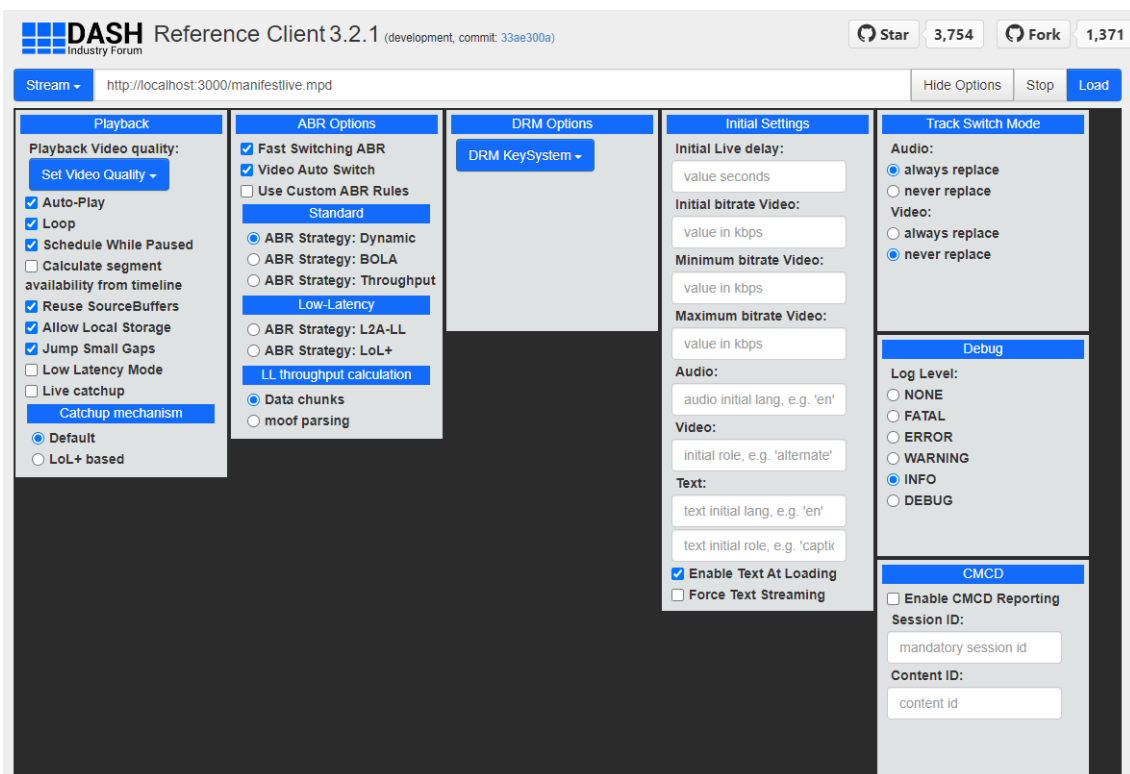 DASH
Industry Forum
Reference Client 3.2.1 (development, commit: 33ae300a)
Star 3,754 Fork 1,371
Stream http://localhost:3000/manifestlive.mpd Hide Options Stop Load
Playback
Playback Video quality:
Set Video Quality
Auto-Play
Loop
Schedule While Paused
Calculate segment
availability from timeline
Reuse SourceBuffers
Allow Local Storage
Jump Small Gaps
Low Latency Mode
Live catchup
Catchup mechanism
Default
LoL+ based
ABR Options
Fast Switching ABR
Video Auto Switch
Use Custom ABR Rules
Standard
ABR Strategy: Dynamic
ABR Strategy: BOLA
ABR Strategy: Throughput
Low-Latency
ABR Strategy: L2A-LL
ABR Strategy: LoL+
LL throughput calculation
Data chunks
moof parsing
DRM Options
DRM KeySystem
Initial Settings
Initial Live delay:
value seconds
Initial bitrate Video:
value in kbps
Minimum bitrate Video:
value in kbps
Maximum bitrate Video:
value in kbps
Audio:
audio initial lang, e.g. 'en'
Video:
initial role, e.g. 'alternate'
Text:
text initial lang, e.g. 'en'
text initial role, e.g. 'captic
Enable Text At Loading
Force Text Streaming
Track Switch Mode
Audio:
always replace
never replace
Video:
always replace
never replace
Debug
Log Level:
NONE
FATAL
ERROR
WARNING
INFO
DEBUG
CMCD
Enable CMCD Reporting
Session ID:
mandatory session id
Content ID:
content id